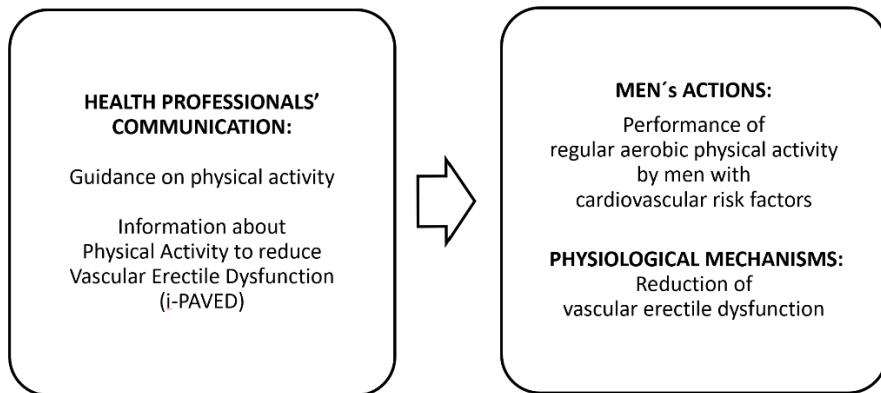 HEALTH PROFESSIONALS’
COMMUNICATION:
Guidance on physical activity
Information about
Physical Activity to reduce
Vascular Erectile Dysfunction
(i-PAVED)
MEN´s ACTIONS:
Performance of
regular aerobic physical activity
by men with
cardiovascular risk factors
PHYSIOLOGICAL MECHANISMS:
Reduction of
vascular erectile dysfunction